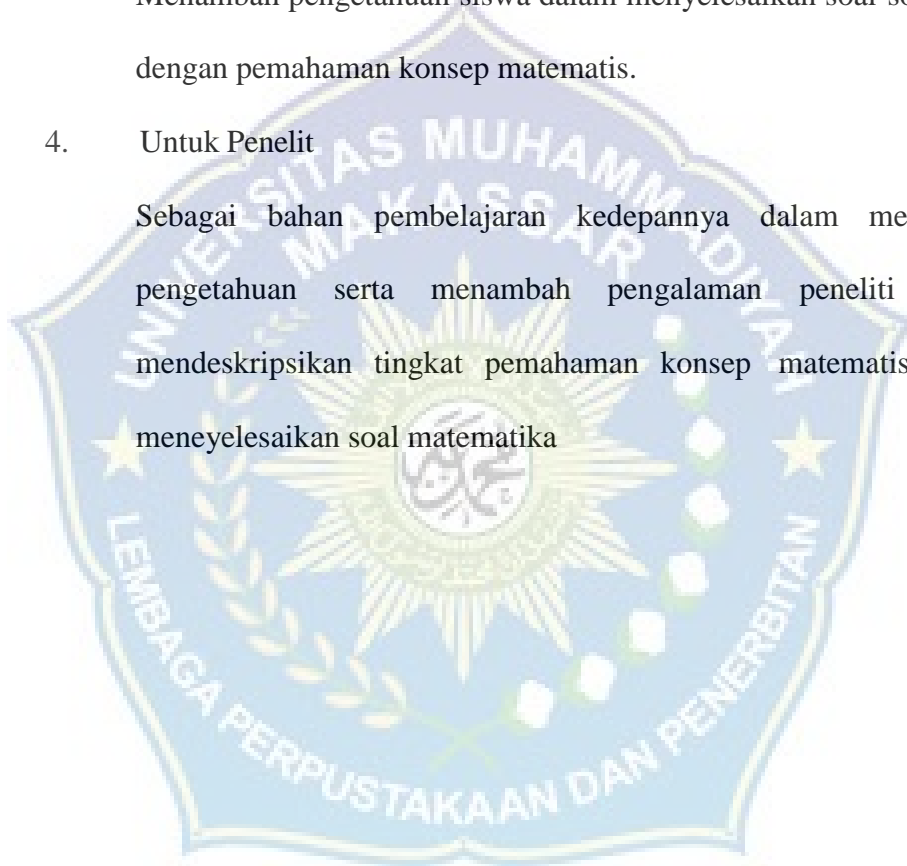 Menambah pengetahuan siswa dalam menyelesaikan soal
dengan pemahaman konsep matematis.
4. Untuk Penelit
Sebagai bahan pembelajaran kedepannya dalam
pengetahuan serta menambah pengalaman peneliti
mendeskripsikan tingkat pemahaman konsep matematis
meneyelesaikan soal matematika
UNIVERSITAS MUHAMMADIYAH
MAKASSAR
LEMBAGA PERPUSTAKAAN DAN PENERBITAN